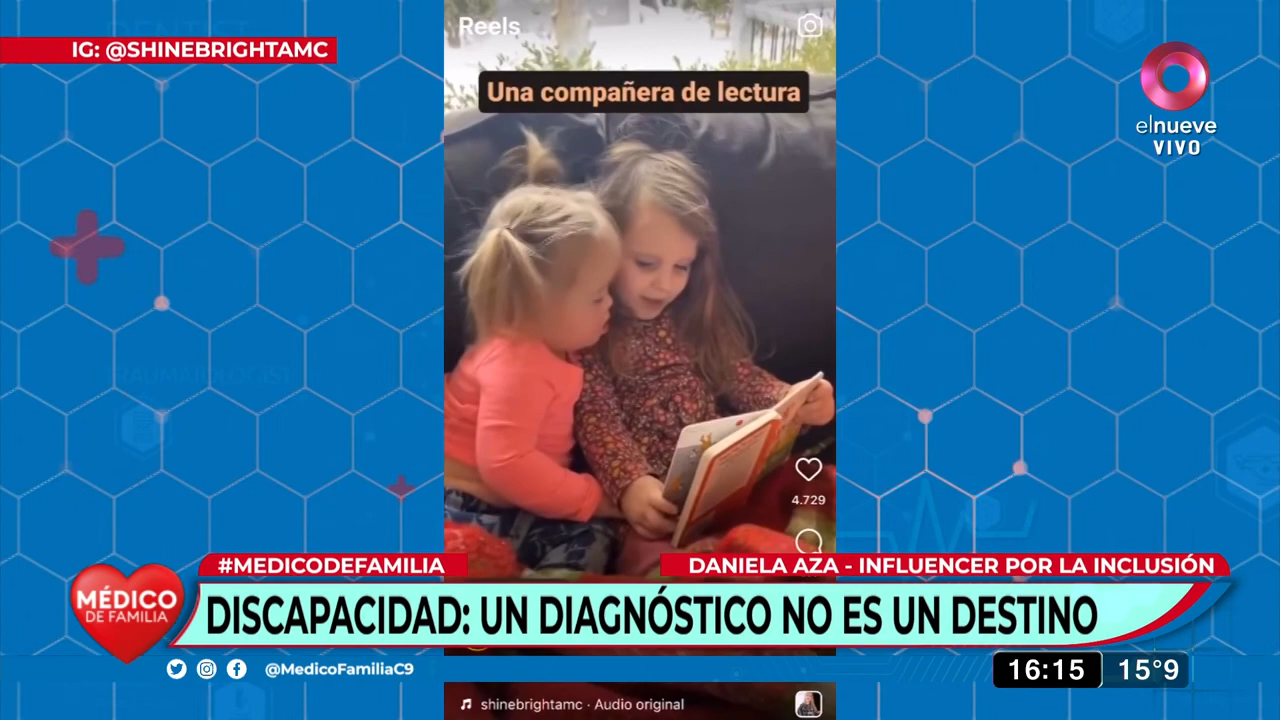 IG: @SHINEBRIGHTAMC
Reels
Una compañera de lectura
elnueve
VIVO
TRAUMATOLOGIST
4.729
#MEDICODEFAMILIA
DANIELA AZA - INFLUENCER POR LA INCLUSIÓN
MÉDICO
DE FAMILIA
DISCAPACIDAD: UN DIAGNÓSTICO NO ES UN DESTINO
@MedicoFamiliaC9
16:15
15°9
shinebrightamc · Audio original